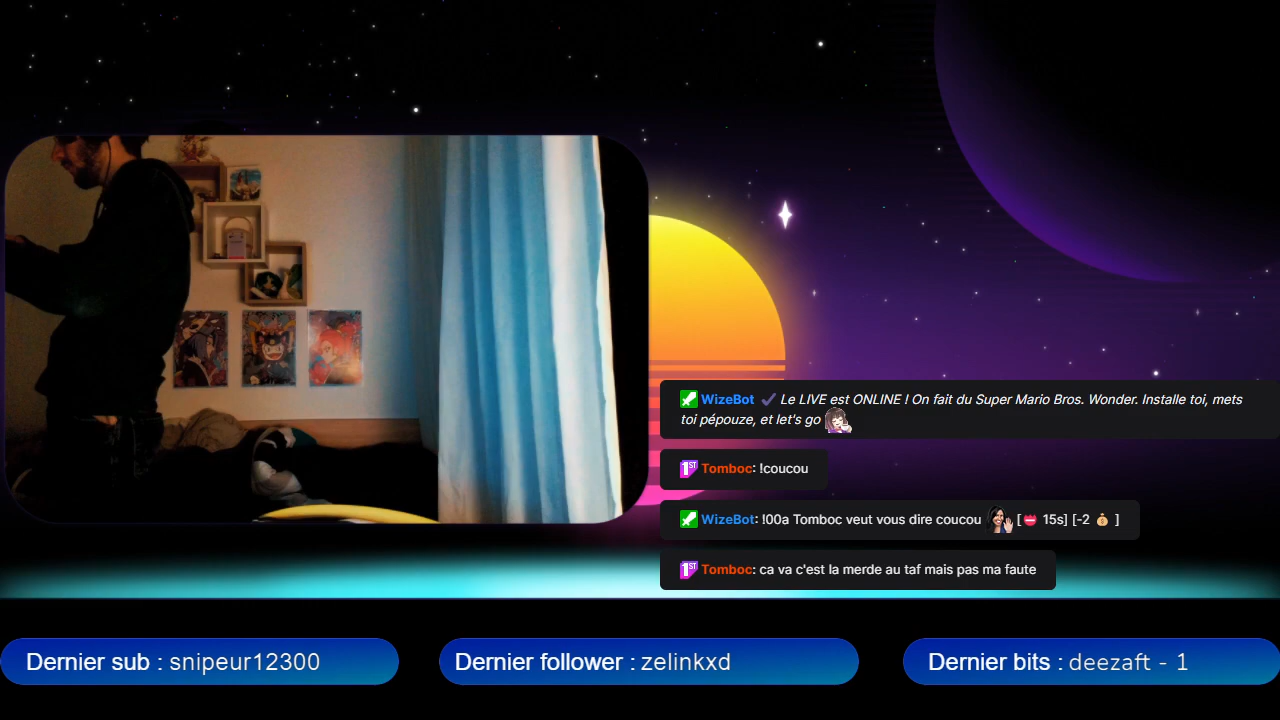 WizeBot Le LIVE est ONLINE ! On fait du Super Mario Bros. Wonder. Installe toi, mets
toi pépouze, et let's go
1ST Tomboc: !coucou
WizeBot: !00a Tomboc veut vous dire coucou [ 15s] [-2 ]
1ST Tomboc: ca va c'est la merde au taf mais pas ma faute
Dernier sub : snipeur12300
Dernier follower : zelinkxd
Dernier bits : deezaft - 1